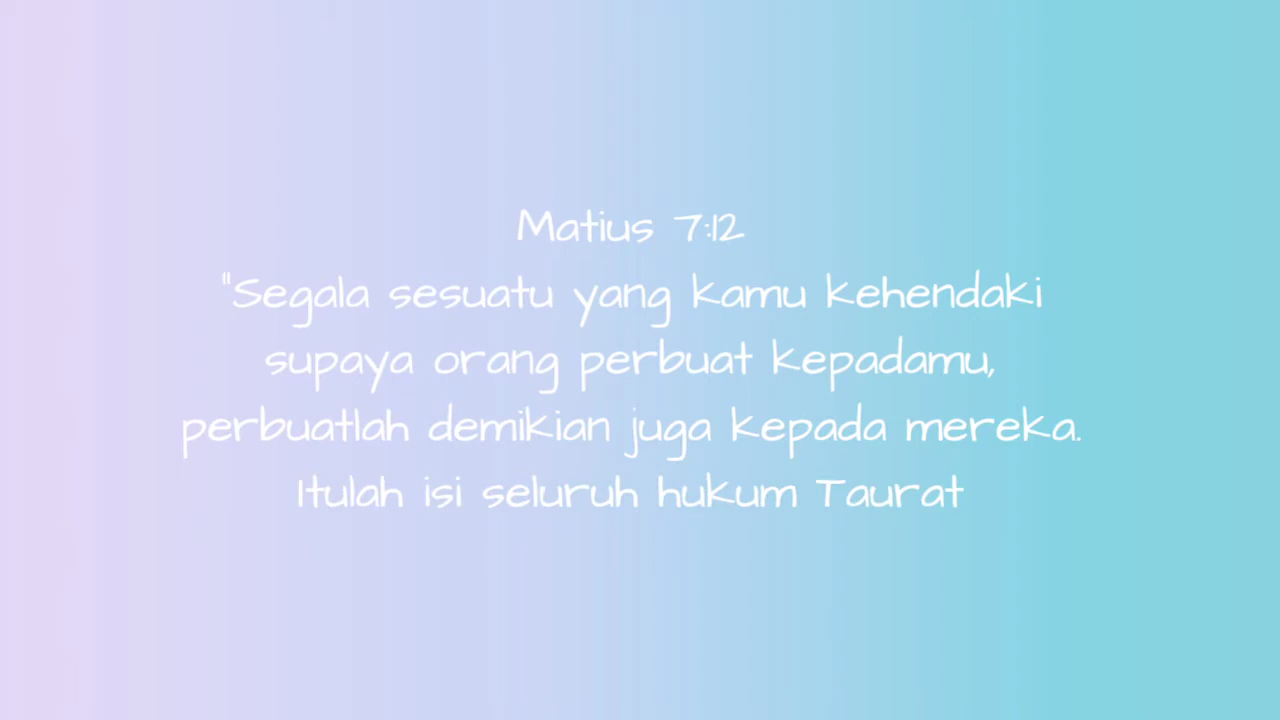 Matius 7:12
"Segala sesuatu yang kamu kehendaki
supaya orang perbuat kepadamu,
perbuatlah demikian juga kepada mereka.
Itulah isi seluruh hukum Taurat